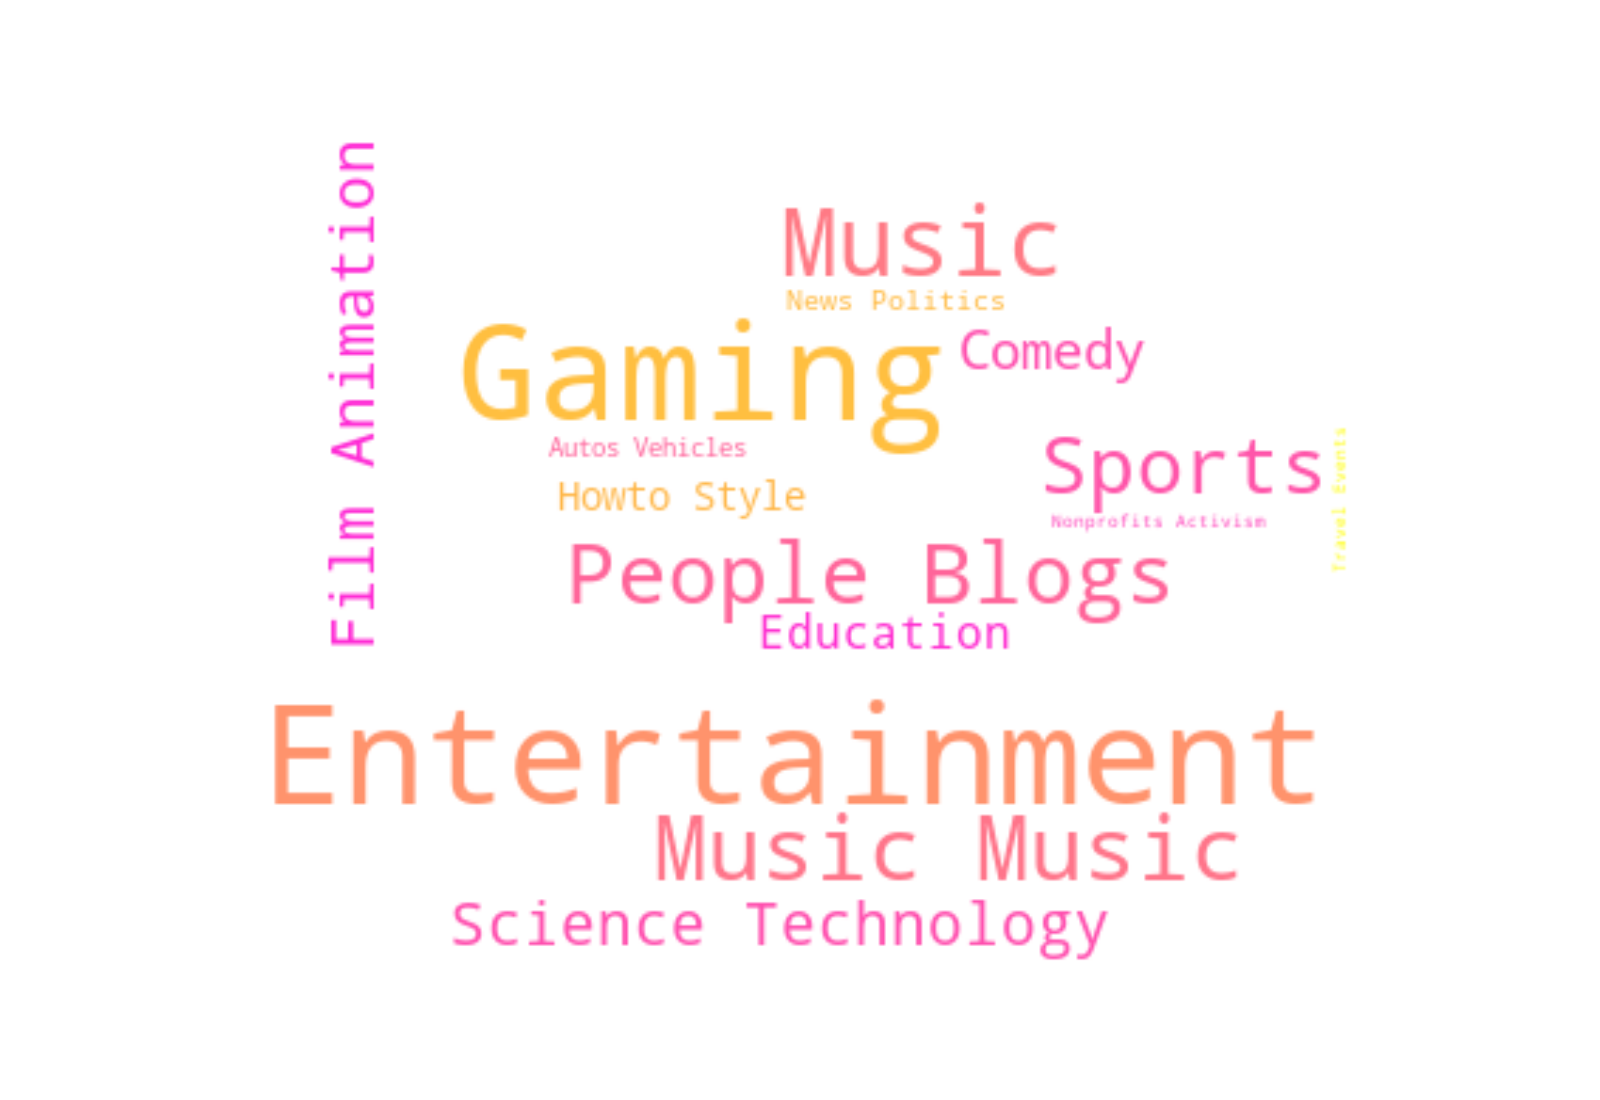 Film Animation
Music
News Politics
Gaming
Comedy
Autos Vehicles
Sports
Travel Events
Howto Style
Nonprofits Activism
People Blogs
Education
Entertainment
Music Music
Science Technology